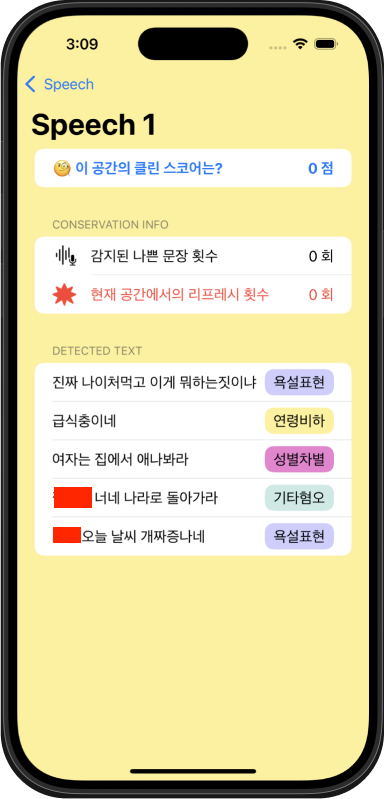 3:09
Speech
Speech 1
🧐 이 공간의 클린 스코어는? 0 점
CONSERVATION INFO
감지된 나쁜 문장 횟수 0 회
현재 공간에서의 리프레시 횟수 0 회
DETECTED TEXT
진짜 나이처먹고 이게 뭐하는짓이냐 욕설표현
급식충이네 연령비하
여자는 집에서 애나봐라 성별차별
너네 나라로 돌아가라 기타혐오
오늘 날씨 개짜증나네 욕설표현